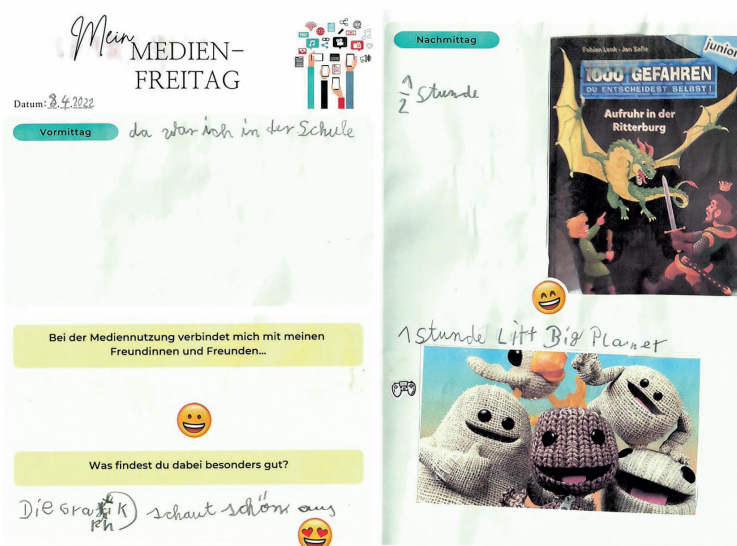 Mein
MEDIEN-
FREITAG
Datum: 8.4.2022
Vormittag
da war ich in der Schule
Bei der Mediennutzung verbindet mich mit meinen
Freundinnen und Freunden...
Was findest du dabei besonders gut?
Die Grafik
ph
schaut schön aus
Nachmittag
1/2 Stunde
Fabian Lenk · Jan Saße
junior
1000 GEFAHREN
DU ENTSCHEIDEST SELBST!
Aufruhr in der
Ritterburg
1 Stunde Litt Big Planet